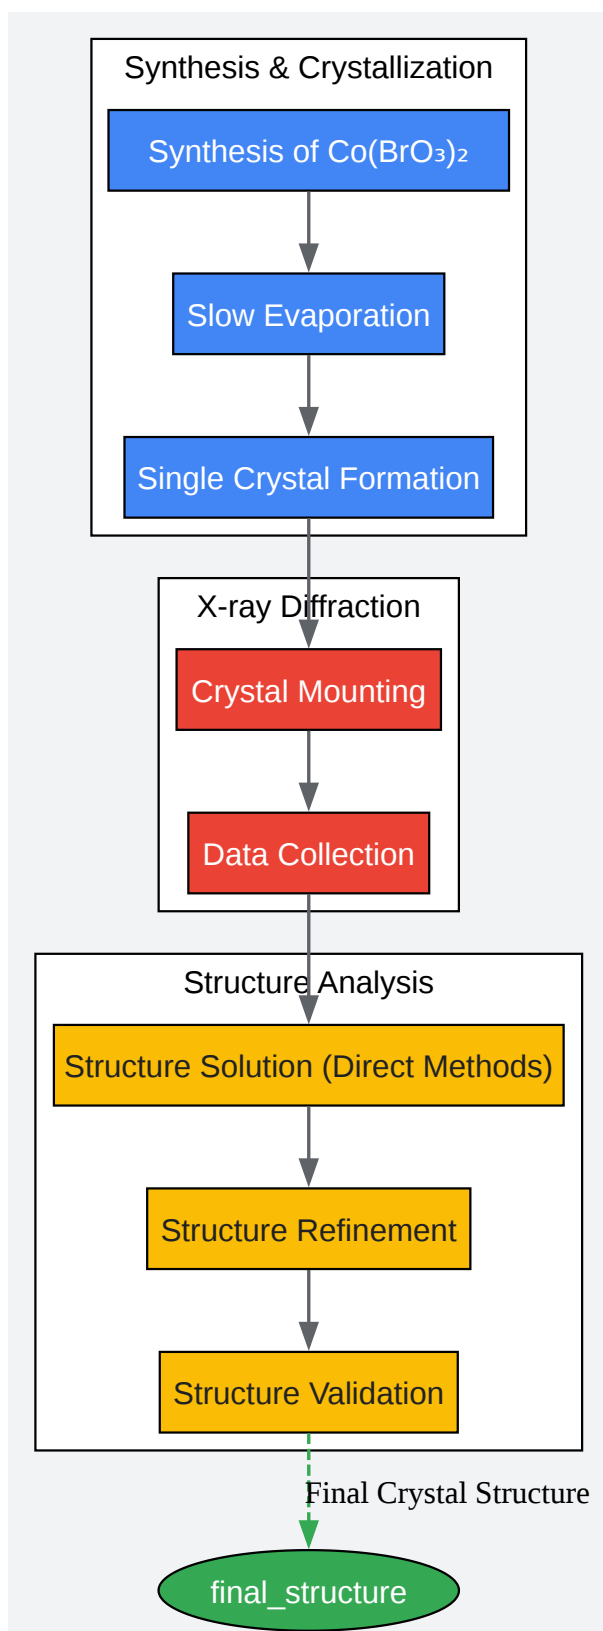 Synthesis & Crystallization
Synthesis of Co(BrO₃)₂
Slow Evaporation
Single Crystal Formation
X-ray Diffraction
Crystal Mounting
Data Collection
Structure Analysis
Structure Solution (Direct Methods)
Structure Refinement
Structure Validation
Final Crystal Structure
final_structure